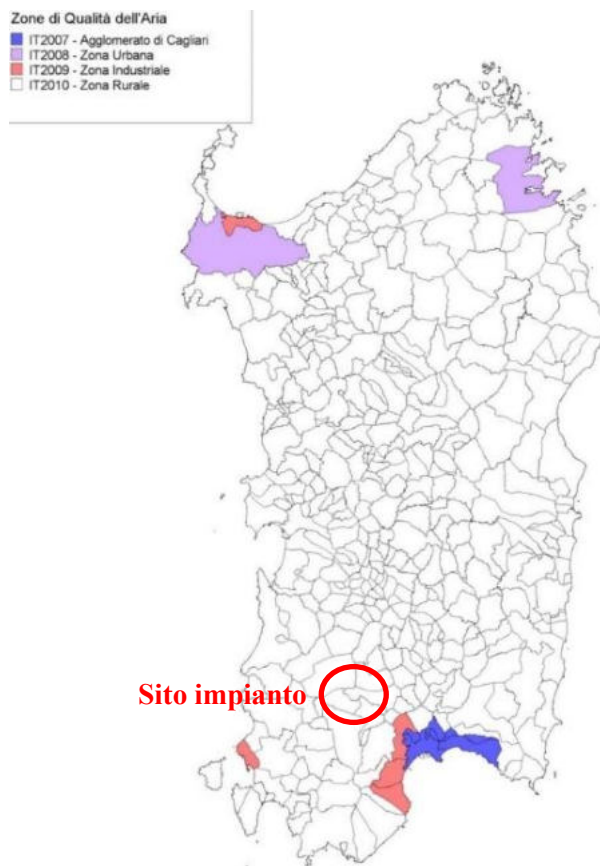 Zone di Qualità dell'Aria
IT2007 - Agglomerato di Cagliari
IT2008 - Zona Urbana
IT2009 - Zona Industriale
IT2010 - Zona Rurale
Sito impianto